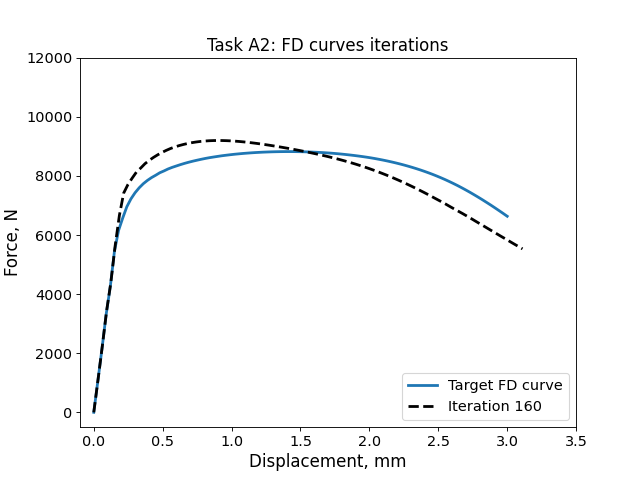 Task A2: FD curves iterations
12000
10000
8000
6000
4000
2000
0
Force, N
0.0 0.5 1.0 1.5 2.0 2.5 3.0 3.5
Displacement, mm
Target FD curve
Iteration 160